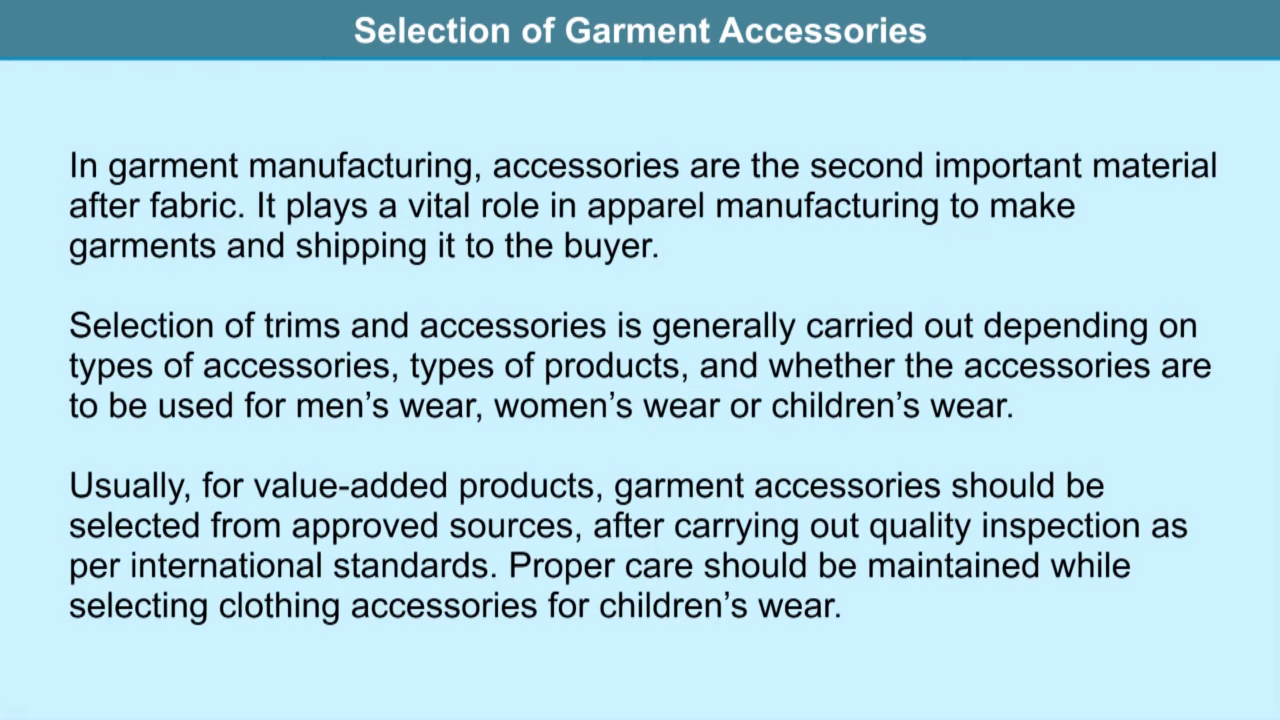 Selection of Garment Accessories
In garment manufacturing, accessories are the second important material
after fabric. It plays a vital role in apparel manufacturing to make
garments and shipping it to the buyer.
Selection of trims and accessories is generally carried out depending on
types of accessories, types of products, and whether the accessories are
to be used for men’s wear, women’s wear or children’s wear.
Usually, for value-added products, garment accessories should be
selected from approved sources, after carrying out quality inspection as
per international standards. Proper care should be maintained while
selecting clothing accessories for children’s wear.